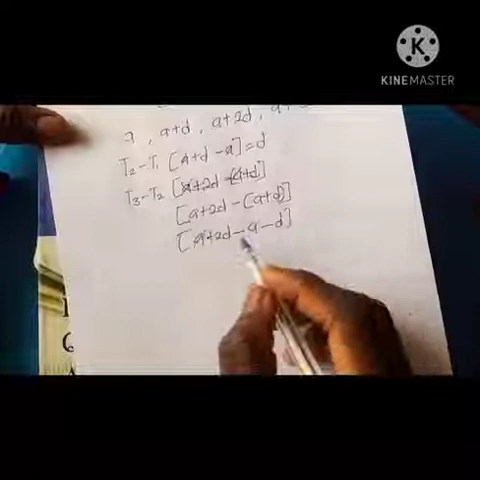 K
KINEMASTER
a, a+d, a+2d,
T₂-T₁ [a+d-a]=d
T₃-T₂ [a+2d-(a+d)]
[a+2d-(a+d)]
[a+2d-a-d]